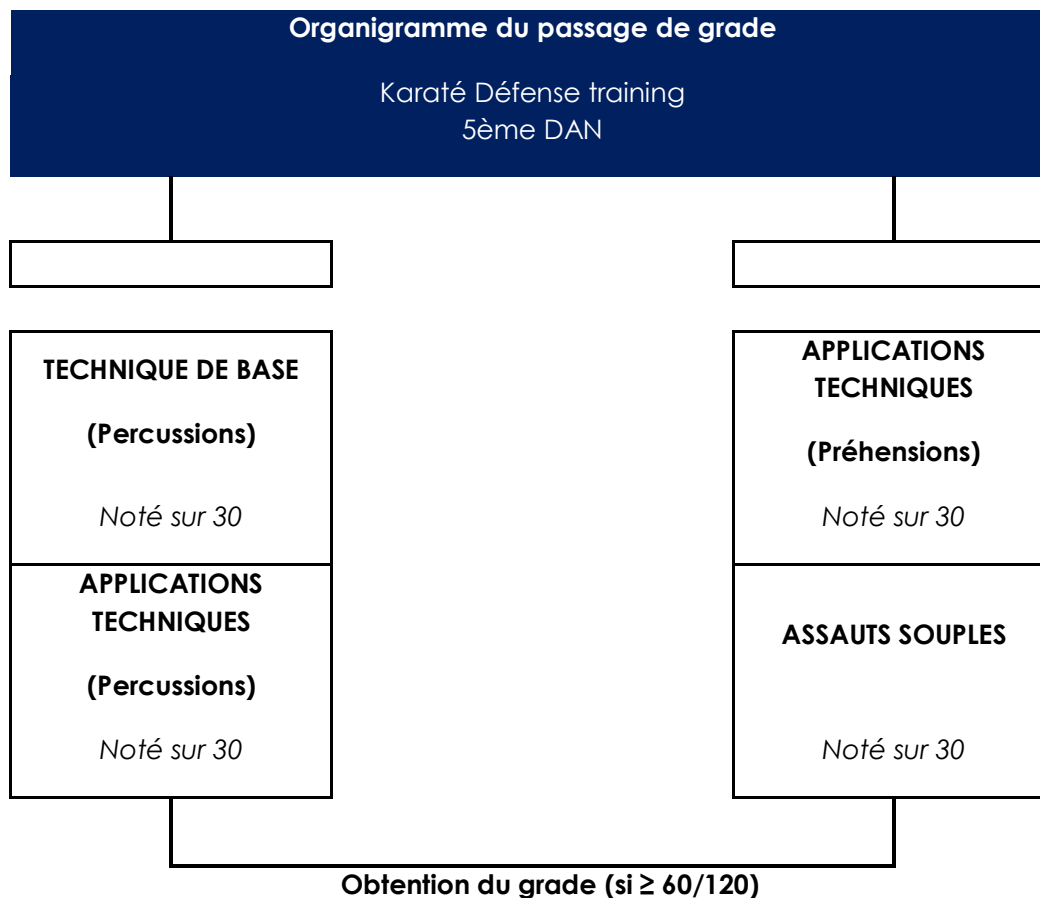 Organigramme du passage de grade
Karaté Défense training
5ème DAN
TECHNIQUE DE BASE
(Percussions)
Noté sur 30
APPLICATIONS
TECHNIQUES
(Percussions)
Noté sur 30
APPLICATIONS
TECHNIQUES
(Préhensions)
Noté sur 30
ASSAUTS SOUPLES
Noté sur 30
Obtention du grade (si ≥ 60/120)